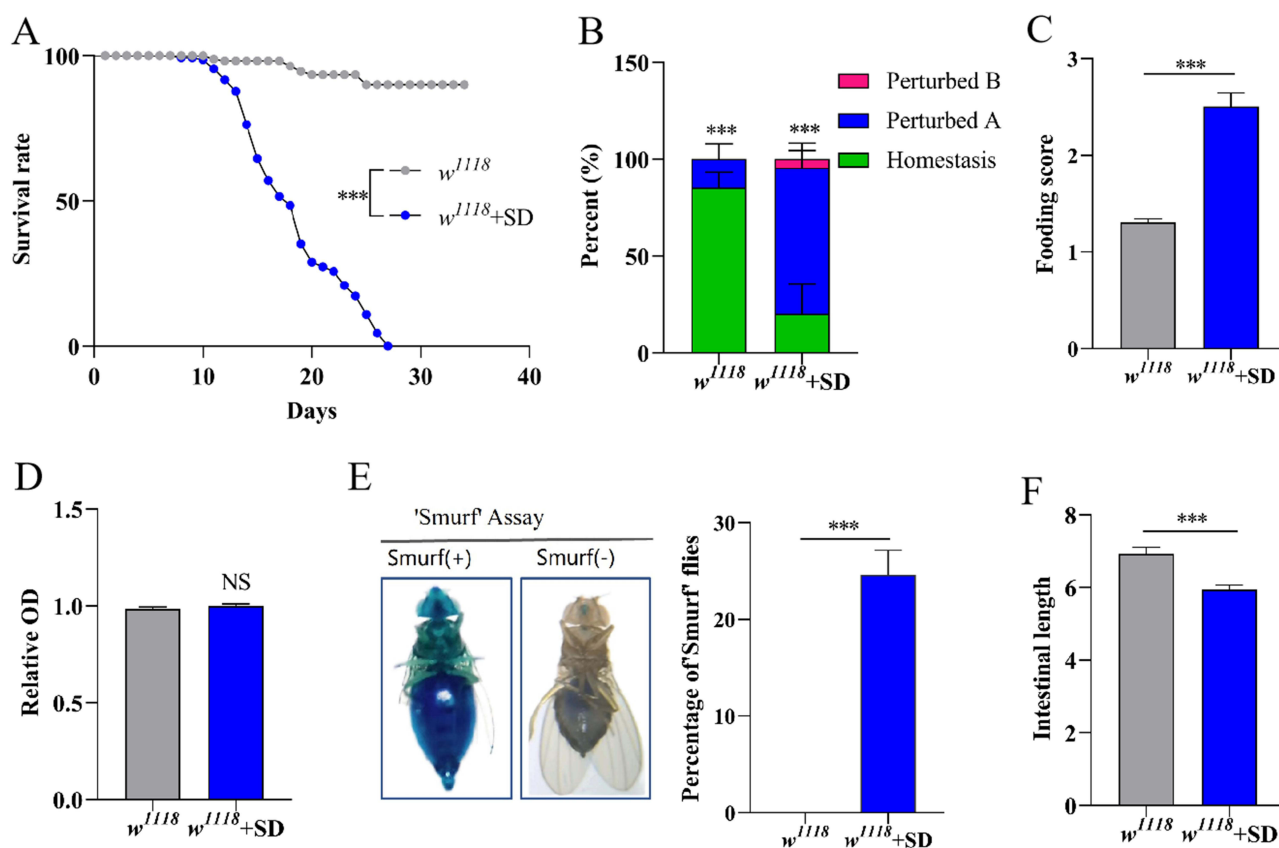 A
100
50
0
0 10 20 30 40
Survival rate
Days
w1118
***
w1118+SD
B
150
100
50
0
Percent (%)
*** ***
w1118 w1118+SD
Perturbed B
Perturbed A
Homestasis
C
3
2
1
0
Fooding score
***
w1118 w1118+SD
D
1.5
1.0
0.5
0.0
Relative OD
NS
w1118 w1118+SD
E
'Smurf' Assay
Smurf(+) Smurf(-)
30
20
10
0
Percentage of'Smurf' flies
***
w1118 w1118+SD
F
8
6
4
2
0
Intestinal length
***
w1118 w1118+SD